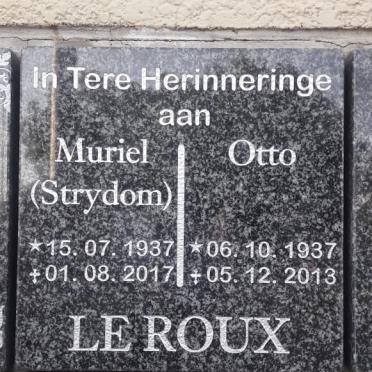 In Tere Herinneringe
aan
Muriel
(Strydom)
★15. 07. 1937
✝01. 08. 2017
Otto
★06. 10. 1937
✝05. 12. 2013
LE ROUX